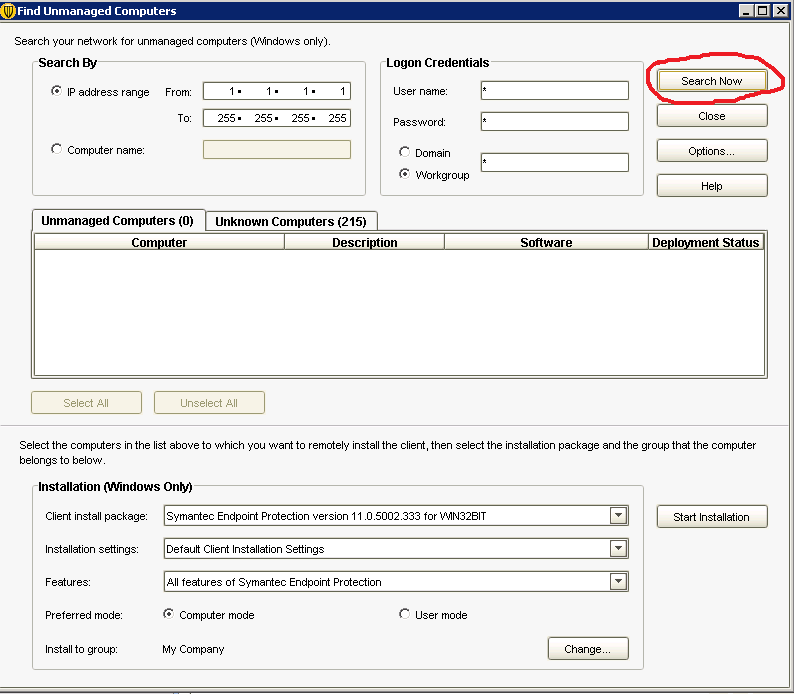 Find Unmanaged Computers
Search your network for unmanaged computers (Windows only).
Search By
IP address range From: 1 . 1 . 1 . 1
To: 255 . 255 . 255 . 255
Computer name:
Logon Credentials
User name: *
Password: *
Domain
Workgroup *
Search Now
Close
Options...
Help
Unmanaged Computers (0) Unknown Computers (215)
Computer Description Software Deployment Status
Select All Unselect All
Select the computers in the list above to which you want to remotely install the client, then select the installation package and the group that the computer
belongs to below.
Installation (Windows Only)
Client install package: Symantec Endpoint Protection version 11.0.5002.333 for WIN32BIT
Start Installation
Installation settings: Default Client Installation Settings
Features: All features of Symantec Endpoint Protection
Preferred mode: Computer mode User mode
Install to group: My Company Change...